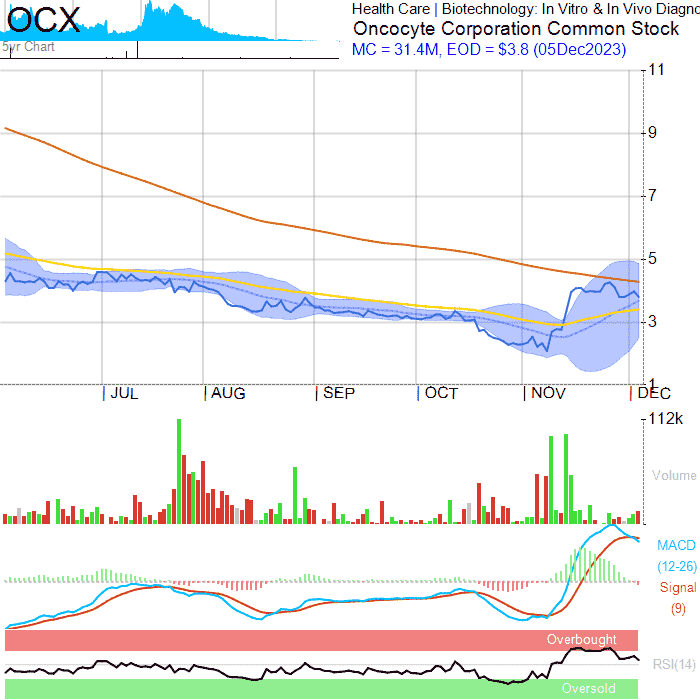 OCX
5yr Chart
Health Care | Biotechnology: In Vitro & In Vivo Diagno
Oncocyte Corporation Common Stock
MC = 31.4M, EOD = $3.8 (05Dec2023)
11
9
7
5
3
1
JUL AUG SEP OCT NOV DEC
112k
Volume
MACD
(12-26)
Signal
(9)
Overbought
RSI(14)
Oversold